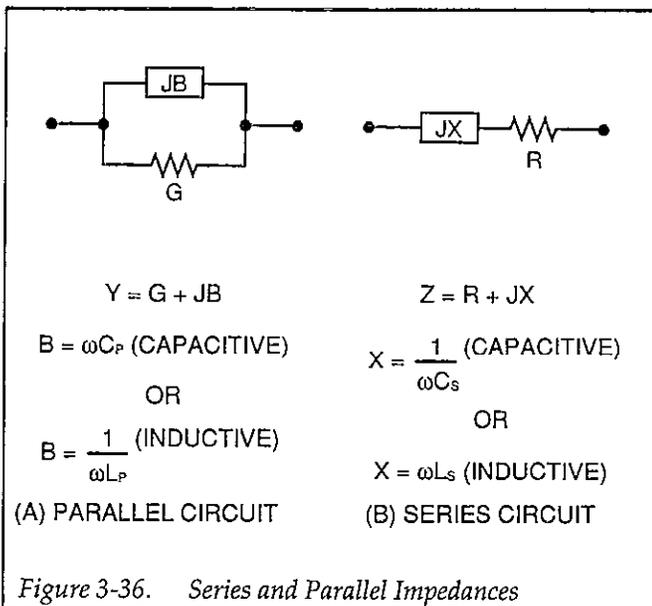 JB
G
JX
R
Y = G + JB
B = ωCP (CAPACITIVE)
OR
B = 1/ωLP (INDUCTIVE)
(A) PARALLEL CIRCUIT
Z = R + JX
X = 1/ωCS (CAPACITIVE)
OR
X = ωLS (INDUCTIVE)
(B) SERIES CIRCUIT
Figure 3-36. Series and Parallel Impedances